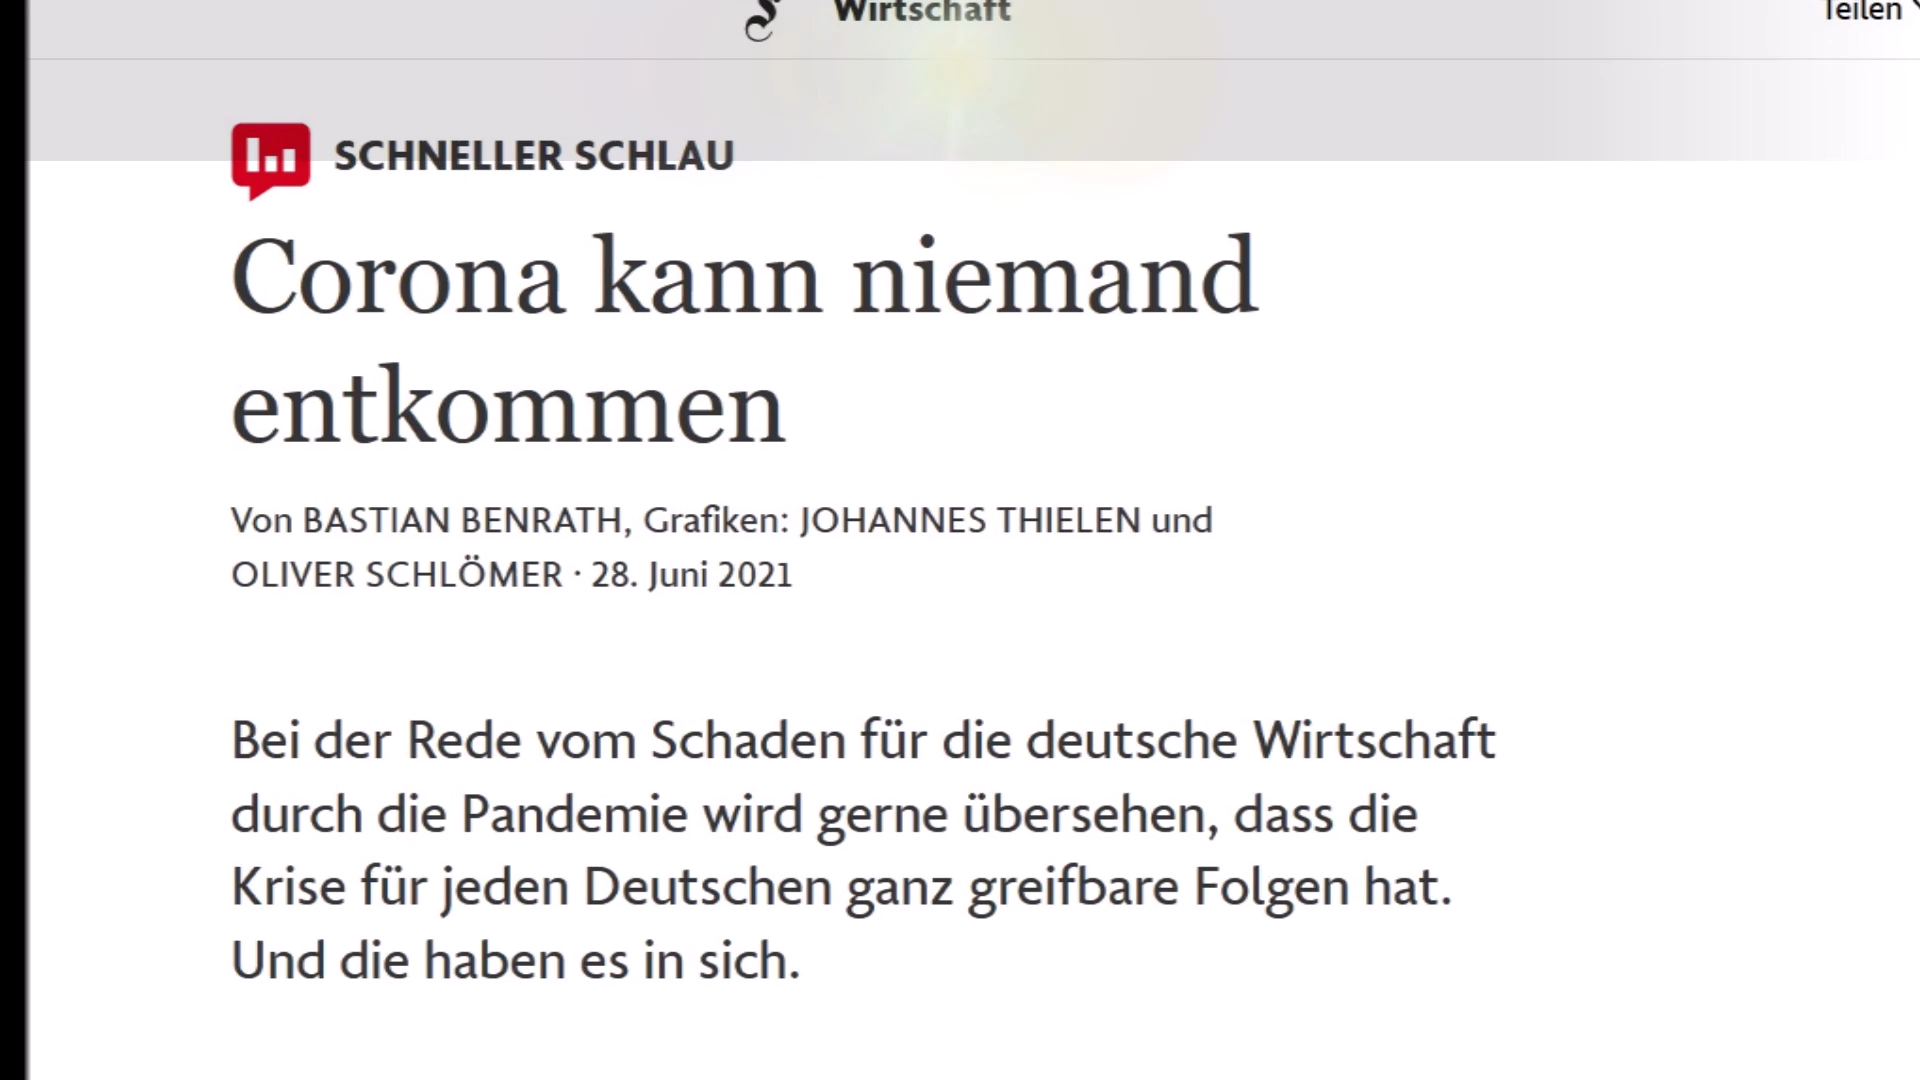 Wirtschaft
Teilen
SCHNELLER SCHLAU
Corona kann niemand
entkommen
Von BASTIAN BENRATH, Grafiken: JOHANNES THIELEN und
OLIVER SCHLÖMER · 28. Juni 2021
Bei der Rede vom Schaden für die deutsche Wirtschaft
durch die Pandemie wird gerne übersehen, dass die
Krise für jeden Deutschen ganz greifbare Folgen hat.
Und die haben es in sich.